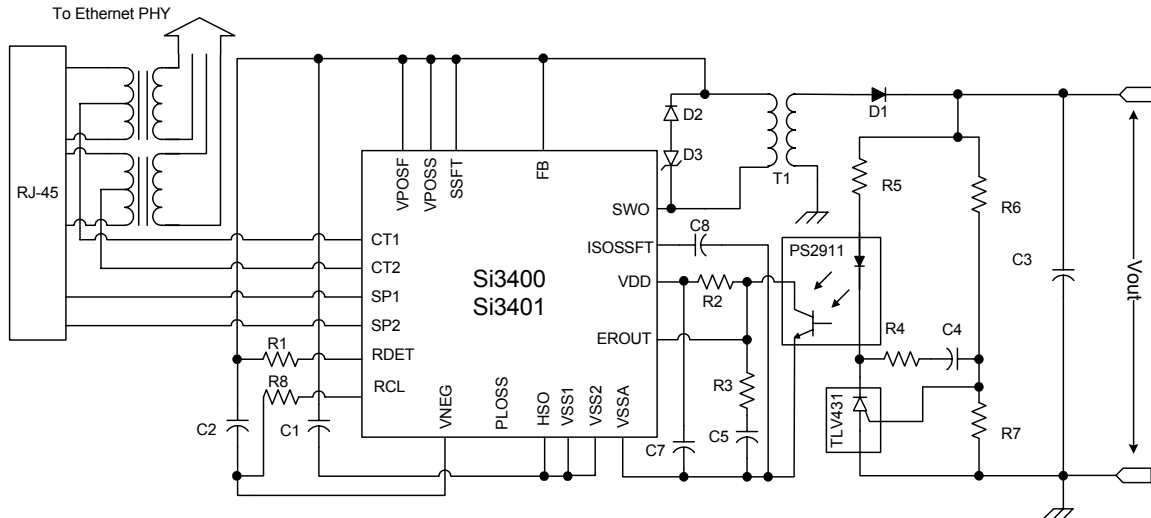 To Ethernet PHY
RJ-45
VPOSF
VPOSS
SSFT
FB
D2
D3
T1
D1
R5
R6
C3
Vout
SWO
ISOSSFT
C8
PS2911
CT1
CT2
SP1
SP2
RDET
RCL
Si3400
Si3401
VDD
R2
EROUT
R3
R4
C4
R1
R8
VNEG
PLOSS
HSO
VSS1
VSS2
VSSA
C2
C1
C7
C5
TLV431
R7